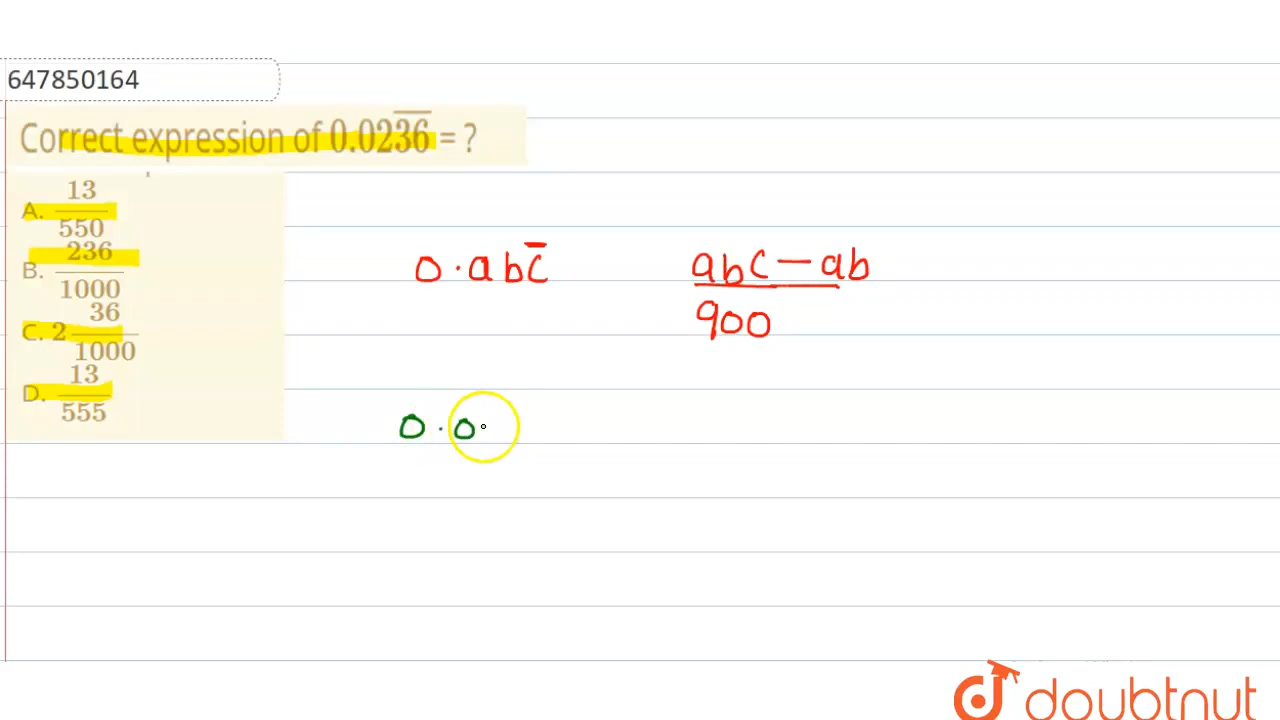 647850164
Correct expression of $0.02\overline{36}$ = ?
A. $\frac{13}{550}$
B. $\frac{236}{1000}$
C. $2\frac{36}{1000}$
D. $\frac{13}{555}$
$0.ab\overline{c}$ $\frac{abc-ab}{900}$
0.0
doubtnut